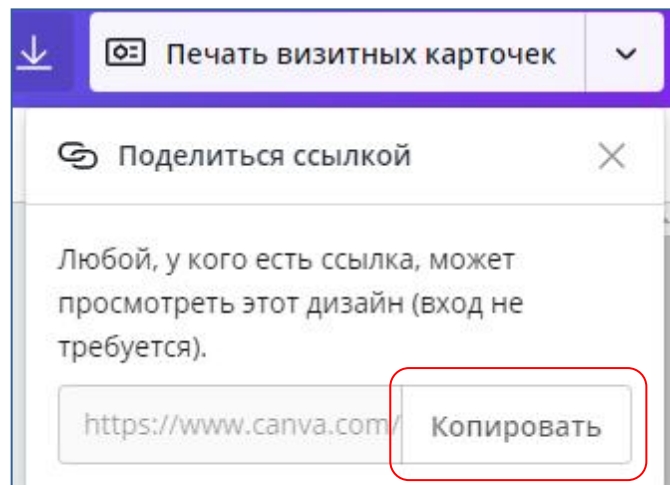 Печать визитных карточек
Поделиться ссылкой
Любой, у кого есть ссылка, может
просмотреть этот дизайн (вход не
требуется).
https://www.canva.com/ Копировать